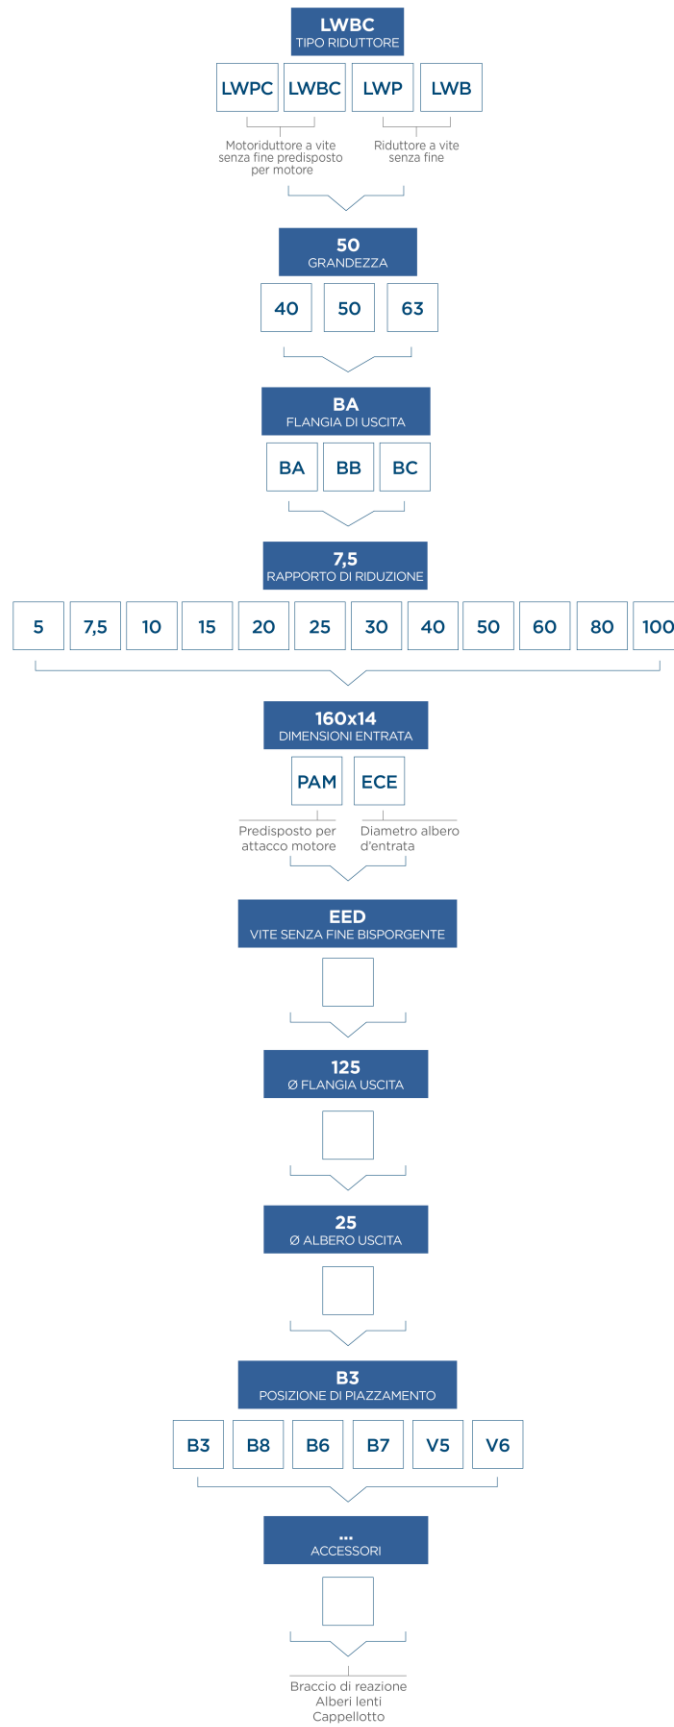 LWBC
TIPO RIDUTTORE
LWPC LWBC LWP LWB
Motoriduttore a vite
senza fine predisposto
per motore
Riduttore a vite
senza fine
50
GRANDEZZA
40 50 63
BA
FLANGIA DI USCITA
BA BB BC
7,5
RAPPORTO DI RIDUZIONE
5 7,5 10 15 20 25 30 40 50 60 80 100
160x14
DIMENSIONI ENTRATA
PAM ECE
Predisposto per
attacco motore
Diametro albero
d'entrata
EED
VITE SENZA FINE BISPORGENTE
125
Ø FLANGIA USCITA
25
Ø ALBERO USCITA
B3
POSIZIONE DI PIAZZAMENTO
B3 B8 B6 B7 V5 V6
...
ACCESSORI
Braccio di reazione
Alberi lenti
Cappellotto